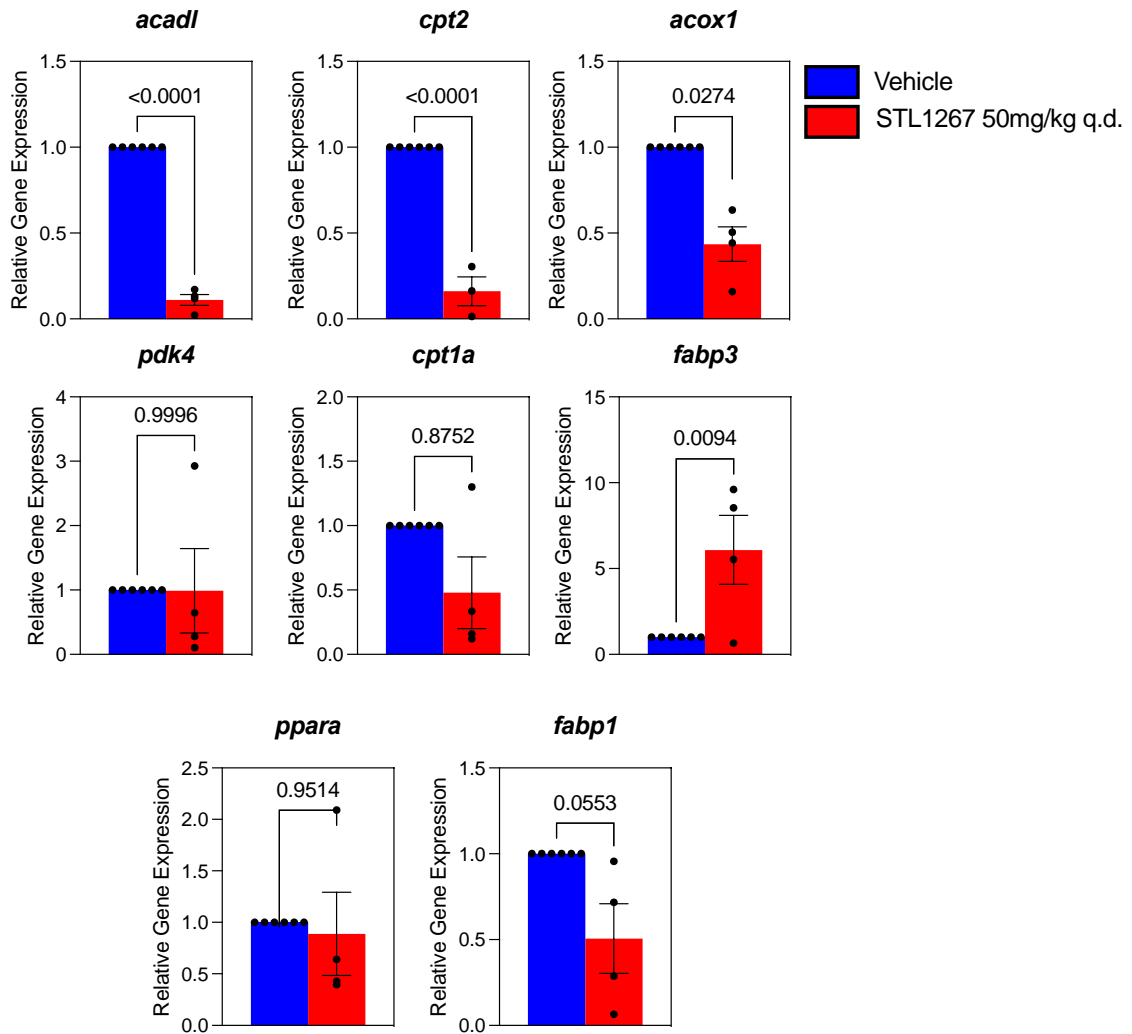 acadl
cpt2
acox1
Relative Gene Expression
1.5
1.0
0.5
0.0
<0.0001
Relative Gene Expression
1.5
1.0
0.5
0.0
<0.0001
Relative Gene Expression
1.5
1.0
0.5
0.0
0.0274
Vehicle
STL1267 50mg/kg q.d.
pdk4
cpt1a
fabp3
Relative Gene Expression
4
3
2
1
0
0.9996
Relative Gene Expression
2.0
1.5
1.0
0.5
0.0
0.8752
Relative Gene Expression
15
10
5
0
0.0094
ppara
fabp1
Relative Gene Expression
2.5
2.0
1.5
1.0
0.5
0.0
0.9514
Relative Gene Expression
1.5
1.0
0.5
0.0
0.0553